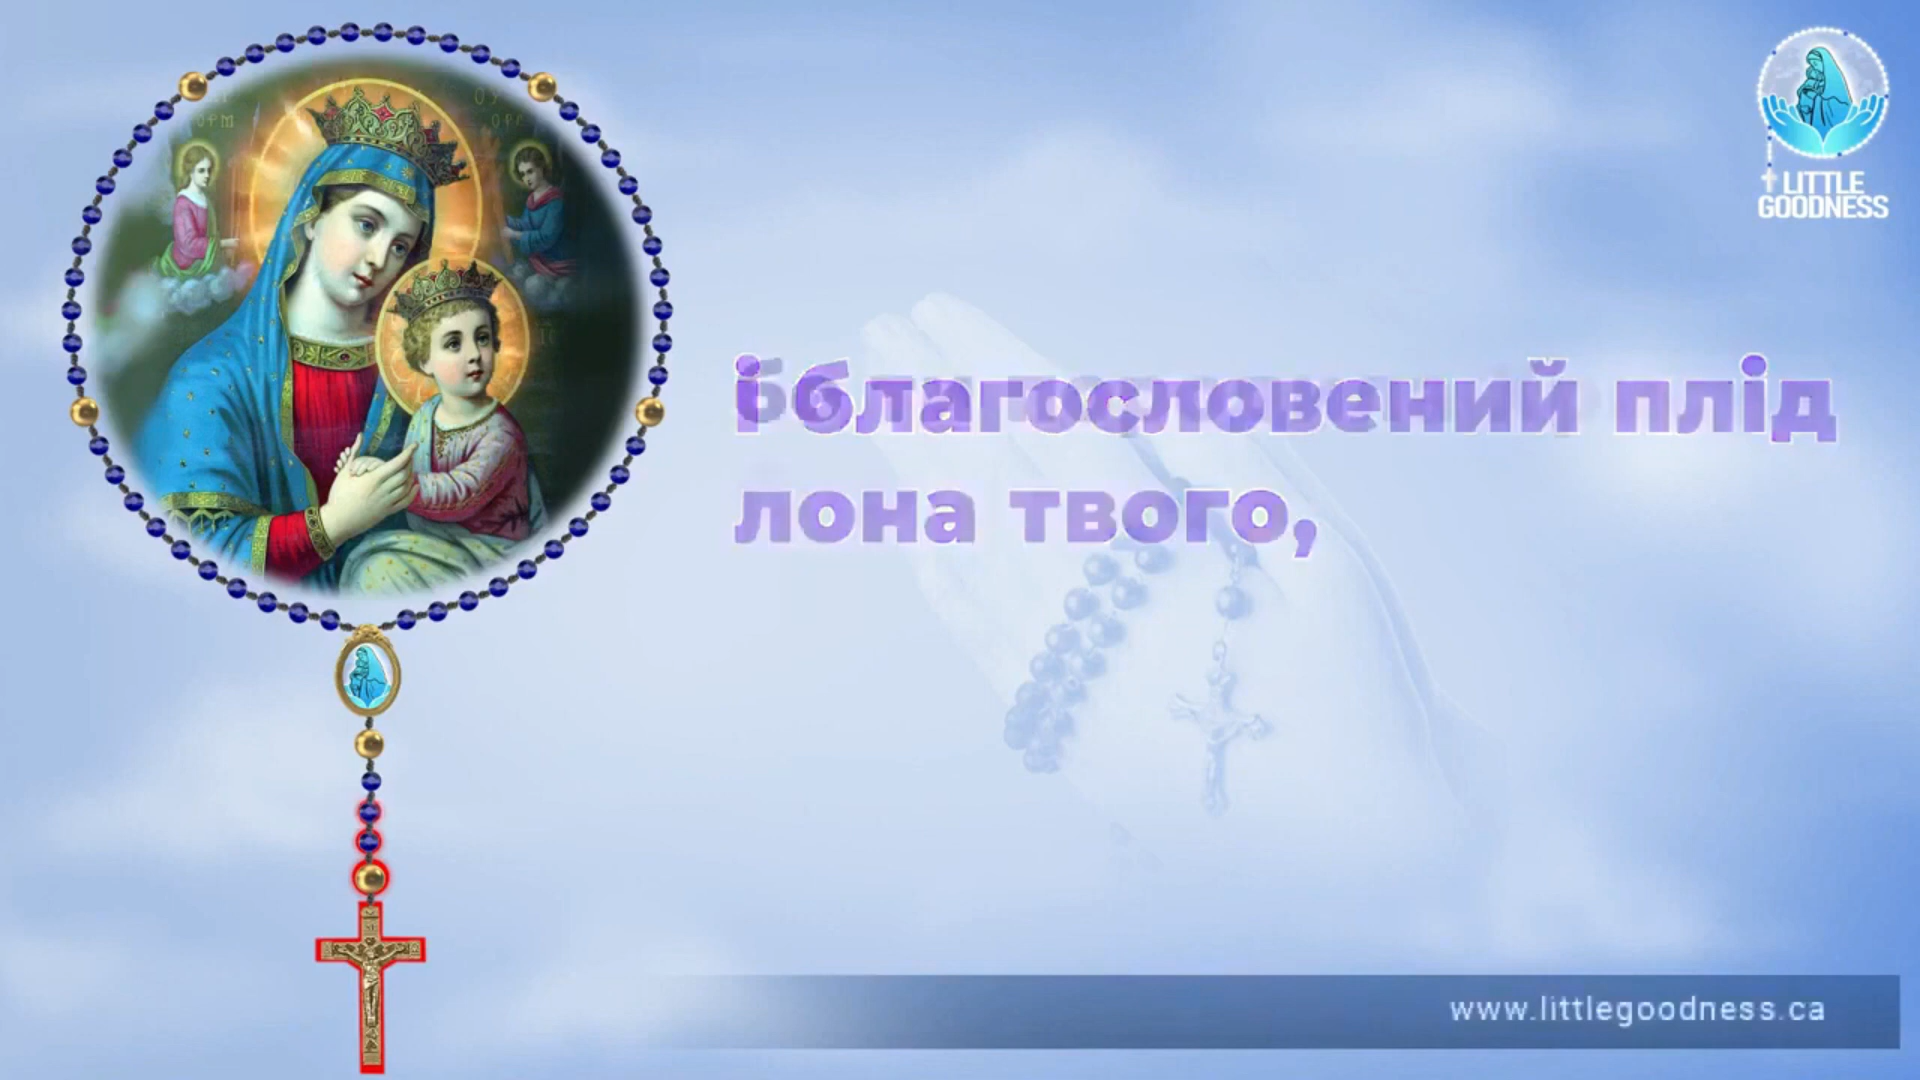 LITTLE
GOODNESS
і благословений плід
лона твого,
www.littlegoodness.ca